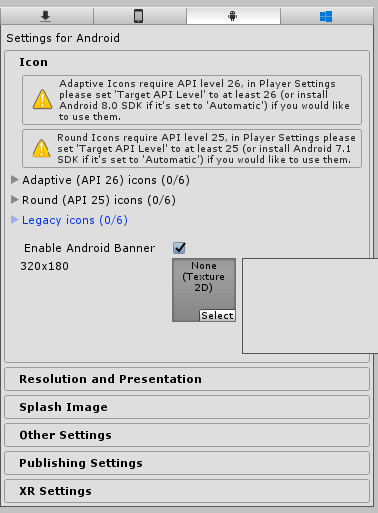 Settings for Android
Icon
Adaptive Icons require API level 26, in Player Settings
please set 'Target API Level' to at least 26 (or install
Android 8.0 SDK if it's set to 'Automatic') if you would like
to use them.
Round Icons require API level 25, in Player Settings please
set 'Target API Level' to at least 25 (or install Android 7.1
SDK if it's set to 'Automatic') if you would like to use them.
Adaptive (API 26) icons (0/6)
Round (API 25) icons (0/6)
Legacy icons (0/6)
Enable Android Banner
320x180
None
(Texture
2D)
Select
Resolution and Presentation
Splash Image
Other Settings
Publishing Settings
XR Settings